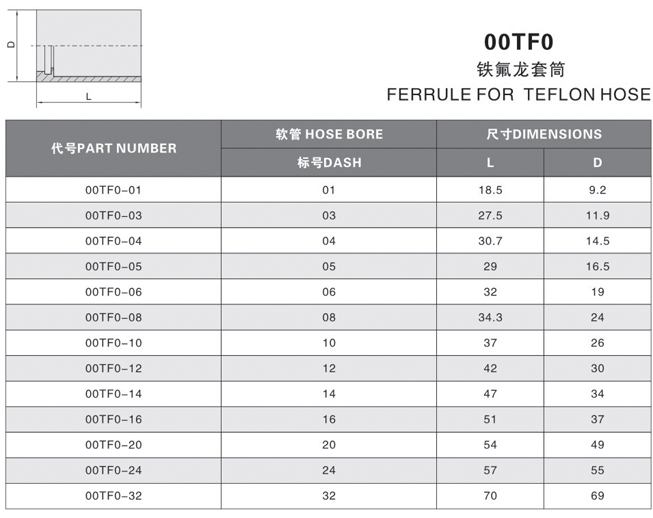 D
L
00TF0
铁氟龙套筒
FERRULE FOR TEFLON HOSE
代号PART NUMBER 软管 HOSE BORE 尺寸DIMENSIONS
标号DASH L D
00TF0-01 01 18.5 9.2
00TF0-03 03 27.5 11.9
00TF0-04 04 30.7 14.5
00TF0-05 05 29 16.5
00TF0-06 06 32 19
00TF0-08 08 34.3 24
00TF0-10 10 37 26
00TF0-12 12 42 30
00TF0-14 14 47 34
00TF0-16 16 51 37
00TF0-20 20 54 49
00TF0-24 24 57 55
00TF0-32 32 70 69